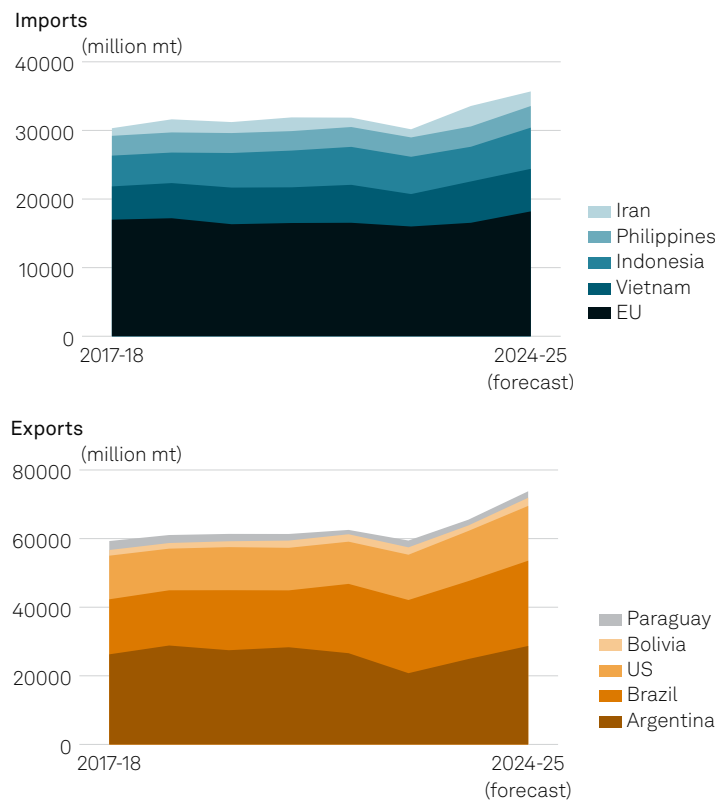 Imports
(million mt)
40000
30000
20000
10000
0
2017-18
2024-25
(forecast)
Iran
Philippines
Indonesia
Vietnam
EU
Exports
(million mt)
80000
60000
40000
20000
0
2017-18
2024-25
(forecast)
Paraguay
Bolivia
US
Brazil
Argentina